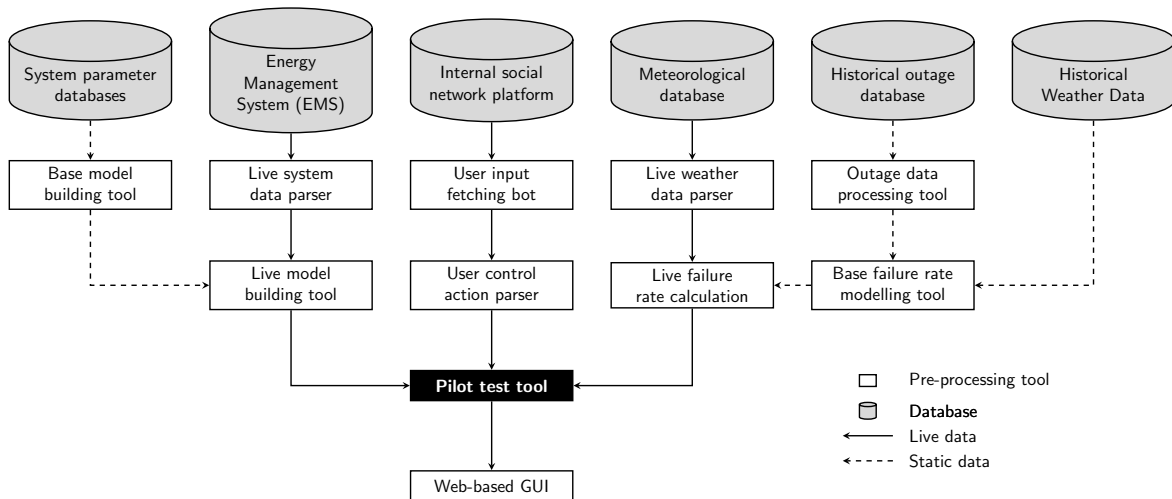 System parameter
databases
Energy
Management
System (EMS)
Internal social
network platform
Meteorological
database
Historical outage
database
Historical
Weather Data
Base model
building tool
Live system
data parser
User input
fetching bot
Live weather
data parser
Outage data
processing tool
Live model
building tool
User control
action parser
Live failure
rate calculation
Base failure rate
modelling tool
Pilot test tool
Web-based GUI
Pre-processing tool
Database
Live data
Static data